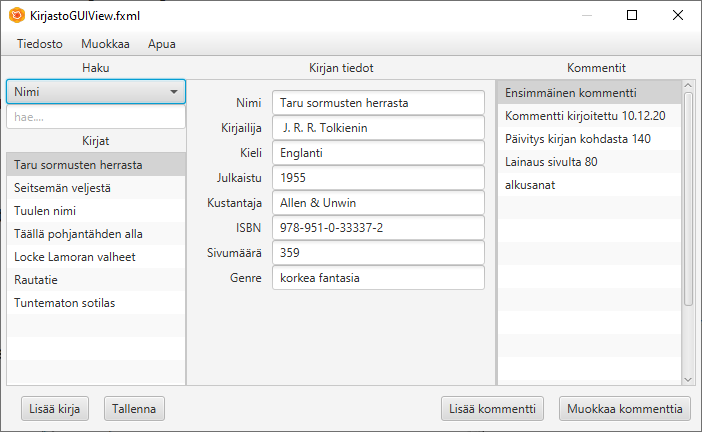 KirjastoGUIView.fxml
Tiedosto Muokkaa Apua
Haku
Nimi
hae....
Kirjat
Taru sormusten herrasta
Seitsemän veljestä
Tuulen nimi
Täällä pohjantähden alla
Locke Lamoran valheet
Rautatie
Tuntematon sotilas
Kirjan tiedot
Nimi Taru sormusten herrasta
Kirjailija J. R. R. Tolkienin
Kieli Englanti
Julkaistu 1955
Kustantaja Allen & Unwin
ISBN 978-951-0-33337-2
Sivumäärä 359
Genre korkea fantasia
Kommentit
Ensimmäinen kommentti
Kommentti kirjoitettu 10.12.20
Päivitys kirjan kohdasta 140
Lainaus sivulta 80
alkusanat
Lisää kirja Tallenna Lisää kommentti Muokkaa kommenttia